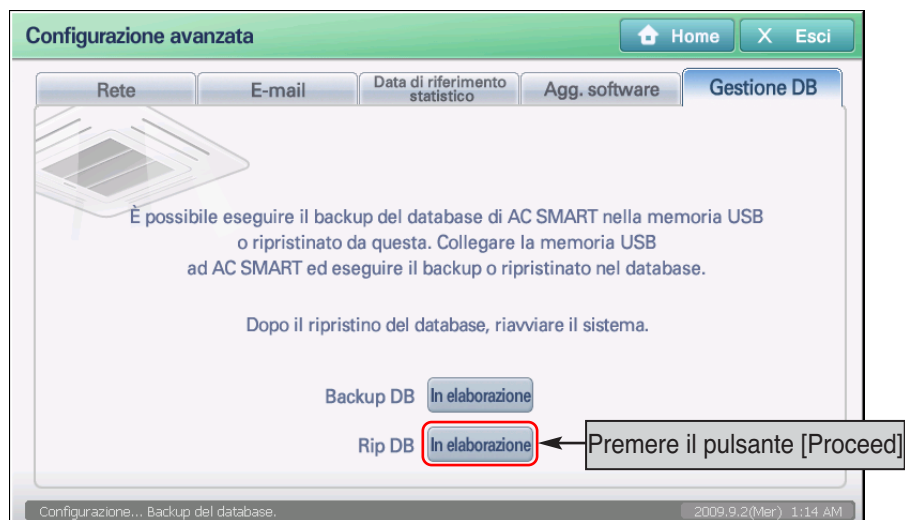 Configurazione avanzata
Home
X Esci
Rete
E-mail
Data di riferimento
statistico
Agg. software
Gestione DB
È possibile eseguire il backup del database di AC SMART nella memoria USB
o ripristinato da questa. Collegare la memoria USB
ad AC SMART ed eseguire il backup o ripristinato nel database.
Dopo il ripristino del database, riavviare il sistema.
Backup DB In elaborazione
Rip DB In elaborazione
Premere il pulsante [Proceed]
Configurazione... Backup del database.
2009.9.2(Mer) 1:14 AM